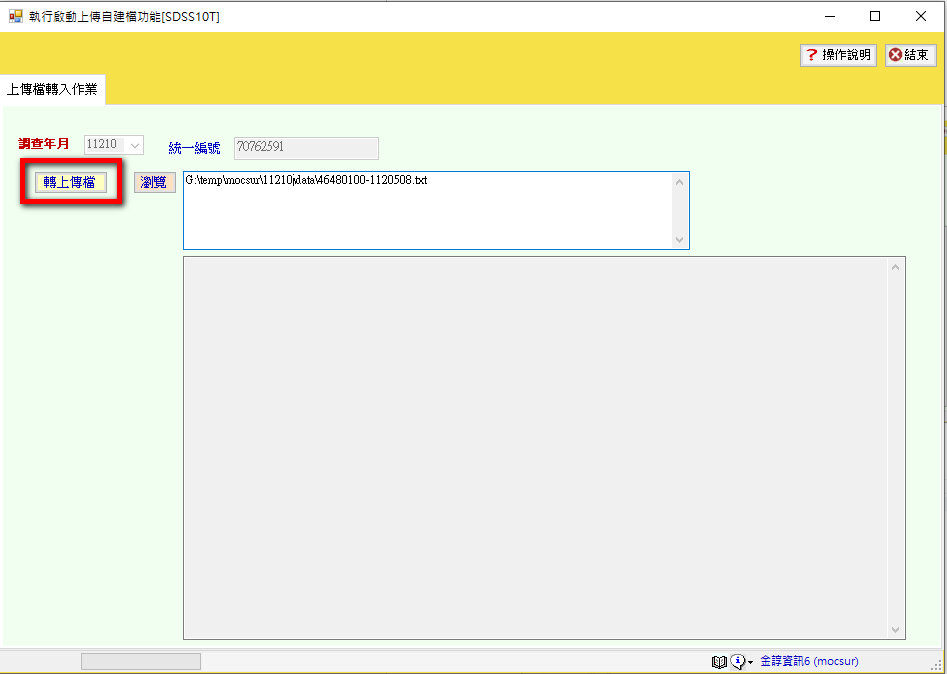 執行啟動上傳自建檔功能[SDSS10T]
操作說明 結束
上傳檔轉入作業
調查年月 11210 統一編號 70762591
轉上傳檔 瀏覽 G:\temp\mocsur\11210jdata\46480100-1120508.txt
金諄資訊6 (mocsur)